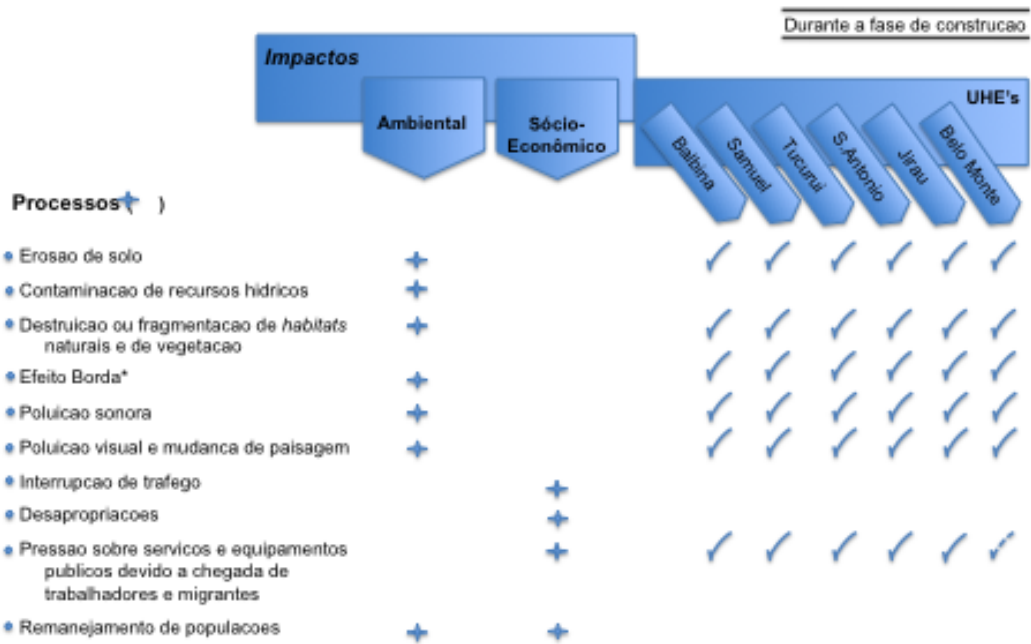 Durante a fase de construcao
Impactos
UHE's
Ambiental
Sócio-
Econômico
Balbina
Samuel
Tucurui
S.Antonio
Jirau
Belo Monte
Processos ( )
Erosao de solo
Contaminacao de recursos hidricos
Destruicao ou fragmentacao de habitats
naturais e de vegetacao
Efeito Borda*
Poluicao sonora
Poluicao visual e mudanca de paisagem
Interrupcao de trafego
Desapropriacoes
Pressao sobre servicos e equipamentos
publicos devido a chegada de
trabalhadores e migrantes
Remanejamento de populacoes